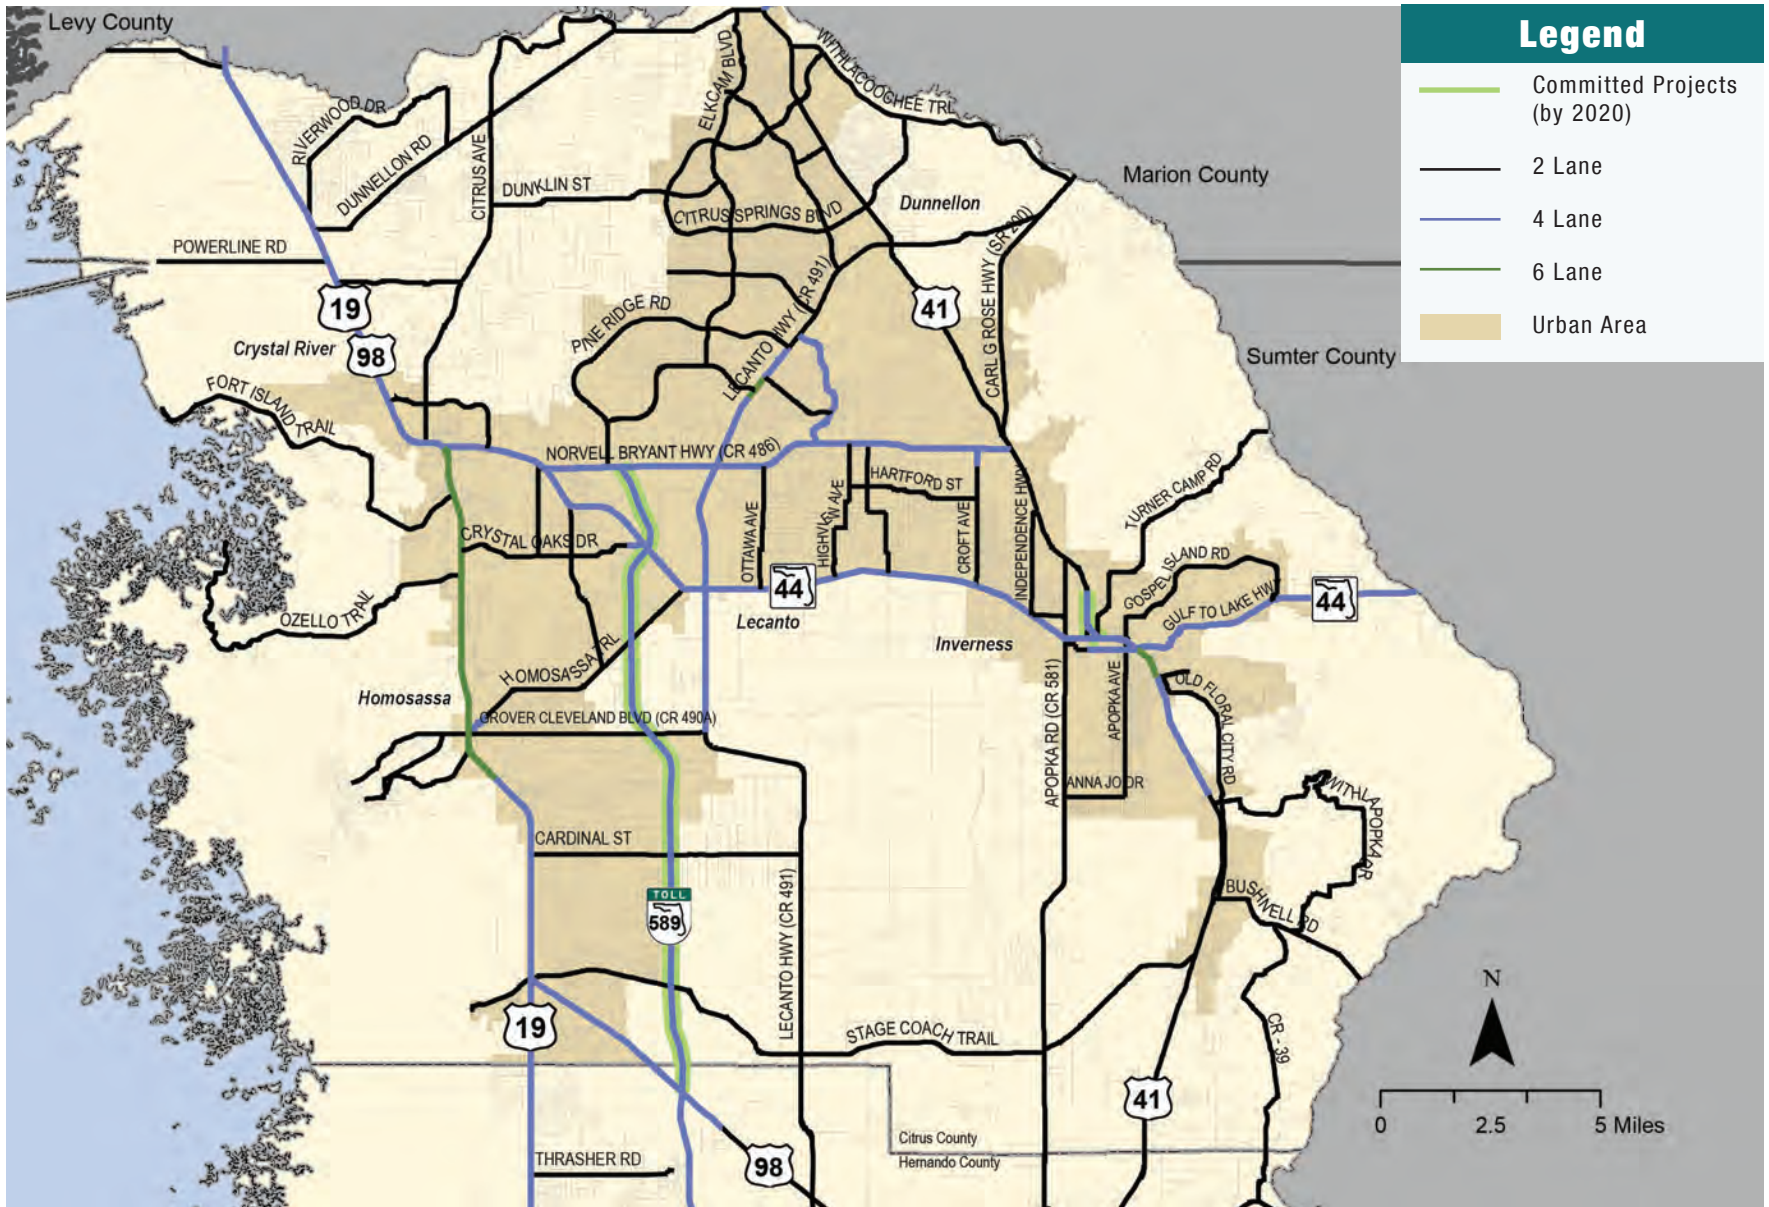 Levy County
Legend
Committed Projects
(by 2020)
2 Lane
4 Lane
6 Lane
Urban Area
WITHLACOOCHEE TRL
ELKCAM BLVD
RIVERWOOD DR
DUNNELLON RD
CITRUS AVE
DUNKLIN ST
Marion County
Dunnellon
CITRUS SPRINGS BLVD
POWERLINE RD
CARL G ROSE HWY (SR 200)
LECANTO HWY (CR 491)
19
41
PINE RIDGE RD
Crystal River
98
Sumter County
FORT ISLAND TRAIL
NORVELL BRYANT HWY (CR 486)
HARTFORD ST
TURNER CAMP RD
OTTAWA AVE
HIGHVIEW AVE
CROFT AVE
INDEPENDENCE HWY
CRYSTAL OAKS DR
GOSPEL ISLAND RD
44
GULF TO LAKE HWY
44
OZELLO TRAIL
Lecanto
Inverness
HOMOSASSA TRL
Homosassa
GROVER CLEVELAND BLVD (CR 490A)
APOPKA RD (CR 581)
APOPKA AVE
OLD FLORAL CITY RD
ANNA JO DR
WITHLAPOPKA DR
CARDINAL ST
TOLL
589
LECANTO HWY (CR 491)
BUSHNELL RD
N
19
STAGE COACH TRAIL
CR - 39
41
0 2.5 5 Miles
Citrus County
Hernando County
THRASHER RD
98